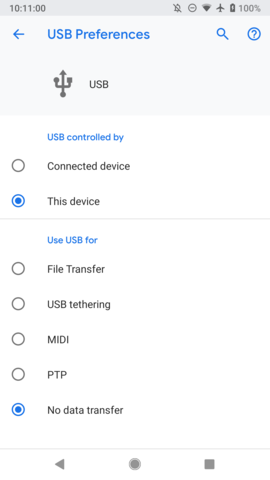 10:11:00 100%
USB Preferences
USB
USB controlled by
Connected device
This device
Use USB for
File Transfer
USB tethering
MIDI
PTP
No data transfer